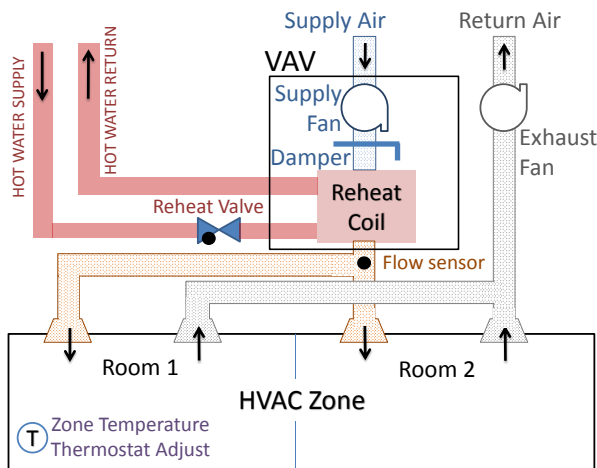 Supply Air
Return Air
HOT WATER SUPPLY
HOT WATER RETURN
VAV
Supply
Fan
Exhaust
Fan
Damper
Reheat
Coil
Reheat Valve
Flow sensor
Room 1
Room 2
HVAC Zone
T
Zone Temperature
Thermostat Adjust